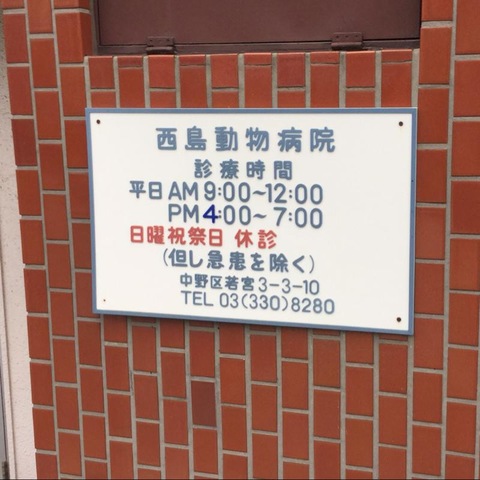 西島動物病院
診療時間
平日 AM 9:00~12:00
PM 4:00~7:00
日曜祝祭日 休診
(但し急患を除く)
中野区若宮3-3-10
TEL 03(330)8280